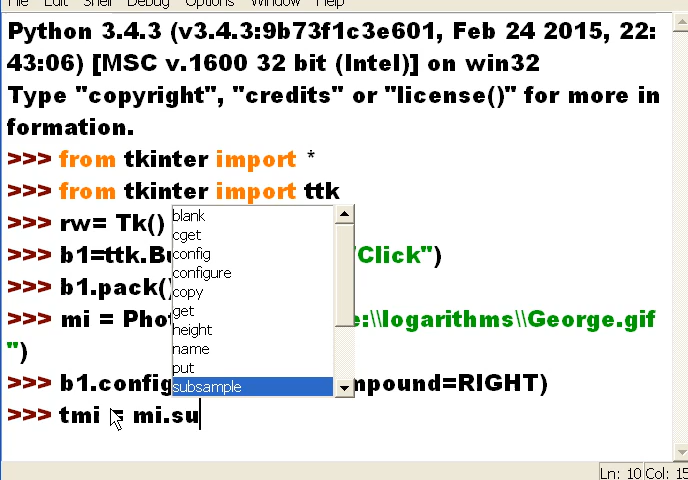 File Edit Shell Debug Options Window Help
Python 3.4.3 (v3.4.3:9b73f1c3e601, Feb 24 2015, 22:
43:06) [MSC v.1600 32 bit (Intel)] on win32
Type "copyright", "credits" or "license()" for more in
formation.
>>> from tkinter import *
>>> from tkinter import ttk
>>> rw= Tk()
>>> b1=ttk.Bu Click")
>>> b1.pack()
>>> mi = Phot e:\\logarithms\\George.gif
")
>>> b1.config mpound=RIGHT)
>>> tmi = mi.su
blank
cget
config
configure
copy
get
height
name
put
subsample
Ln: 10 Col: 15